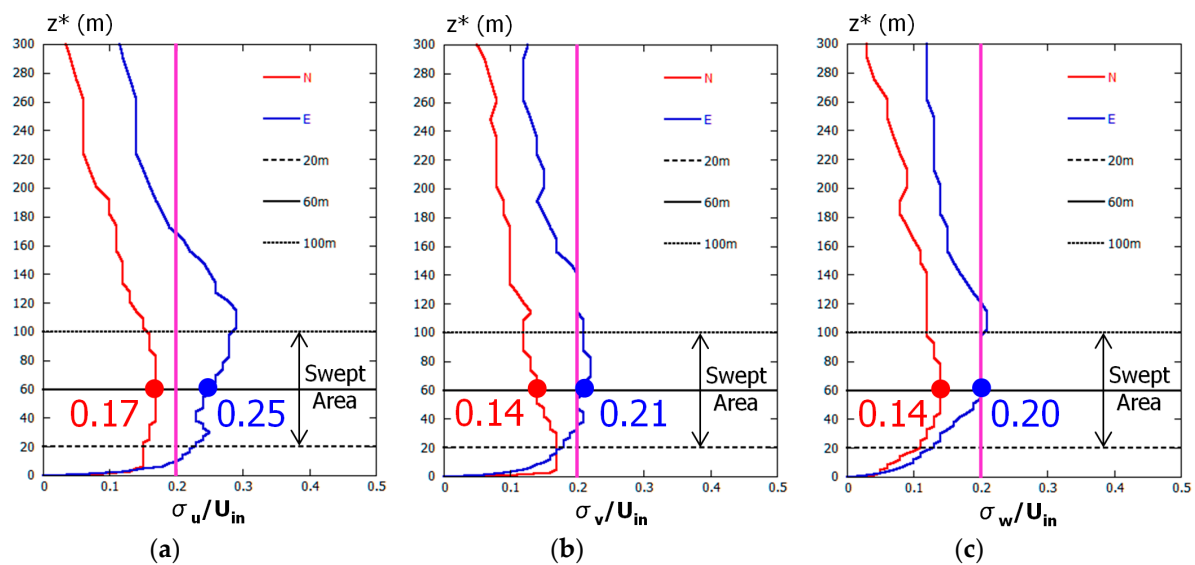 z* (m)
300
280
260
240
220
200
180
160
140
120
100
80
60
40
20
0
N
E
20m
60m
100m
Swept
Area
0.17
0.25
0 0.1 0.2 0.3 0.4 0.5
σu/Uin
(a)
z* (m)
300
280
260
240
220
200
180
160
140
120
100
80
60
40
20
0
N
E
20m
60m
100m
Swept
Area
0.14
0.21
0 0.1 0.2 0.3 0.4 0.5
σv/Uin
(b)
z* (m)
300
280
260
240
220
200
180
160
140
120
100
80
60
40
20
0
N
E
20m
60m
100m
Swept
Area
0.14
0.20
0 0.1 0.2 0.3 0.4 0.5
σw/Uin
(c)